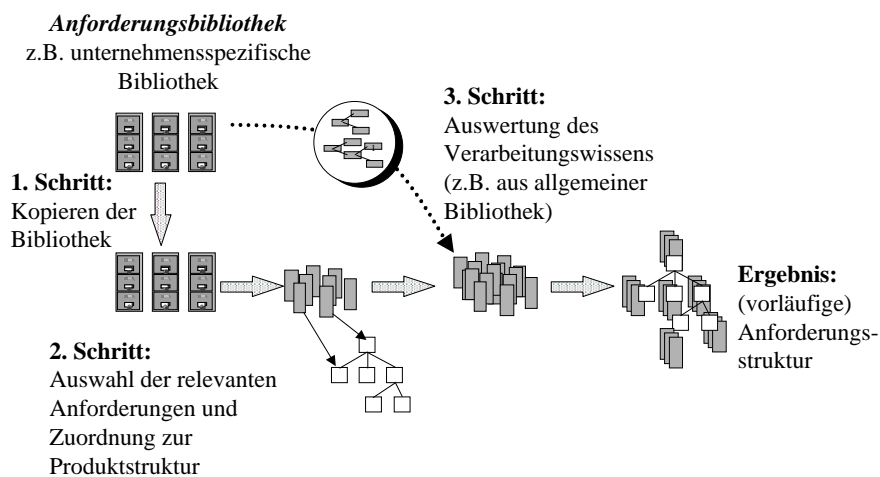 Anforderungsbibliothek
z.B. unternehmensspezifische
Bibliothek
1. Schritt:
Kopieren der
Bibliothek
2. Schritt:
Auswahl der relevanten
Anforderungen und
Zuordnung zur
Produktstruktur
3. Schritt:
Auswertung des
Verarbeitungswissens
(z.B. aus allgemeiner
Bibliothek)
Ergebnis:
(vorläufige)
Anforderungs-
struktur